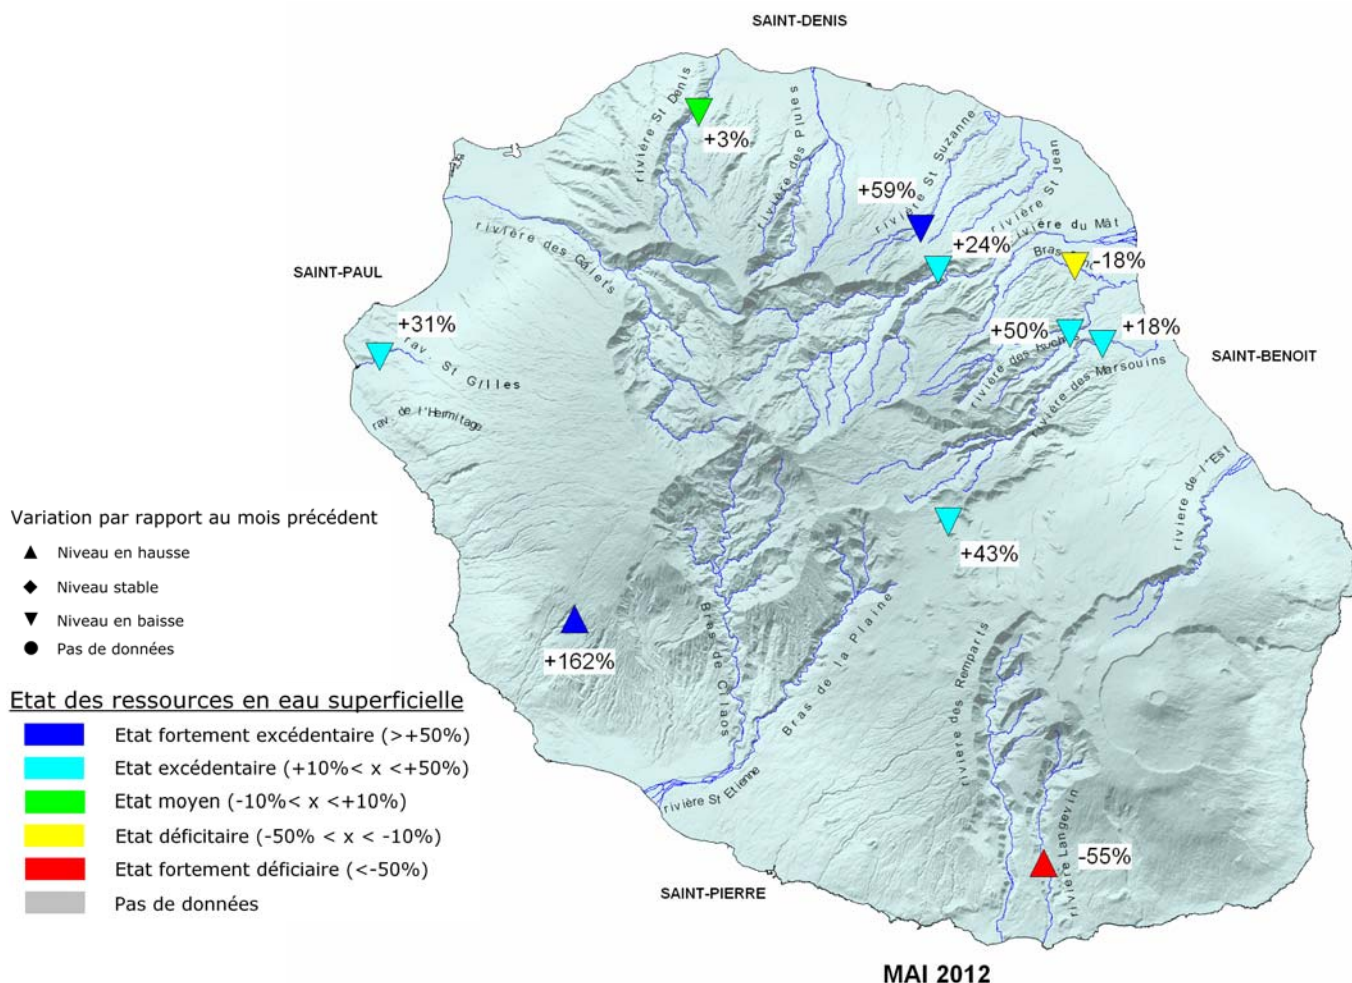 SAINT-DENIS
rivière St Denis
+3%
rivière des Pluies
+59%
rivière St Suzanne
rivière St Jean
+24%
rivière du Mât
Bras
-18%
rivière des Galets
SAINT-PAUL
+31%
rav. St Gilles
rav. de l'Hermitage
+50%
+18%
rivière des Roches
rivière des Marsouins
SAINT-BENOIT
rivière de l'Est
+43%
Variation par rapport au mois précédent
Niveau en hausse
Niveau stable
Niveau en baisse
Pas de données
+162%
Bras de Cilaos
Bras de la Plaine
rivière des Remparts
Etat des ressources en eau superficielle
Etat fortement excédentaire (>+50%)
Etat excédentaire (+10%< x <+50%)
Etat moyen (-10%< x <+10%)
Etat déficitaire (-50% < x < -10%)
Etat fortement déficiaire (<-50%)
Pas de données
rivière St Etienne
rivière Langevin
-55%
SAINT-PIERRE
MAI 2012